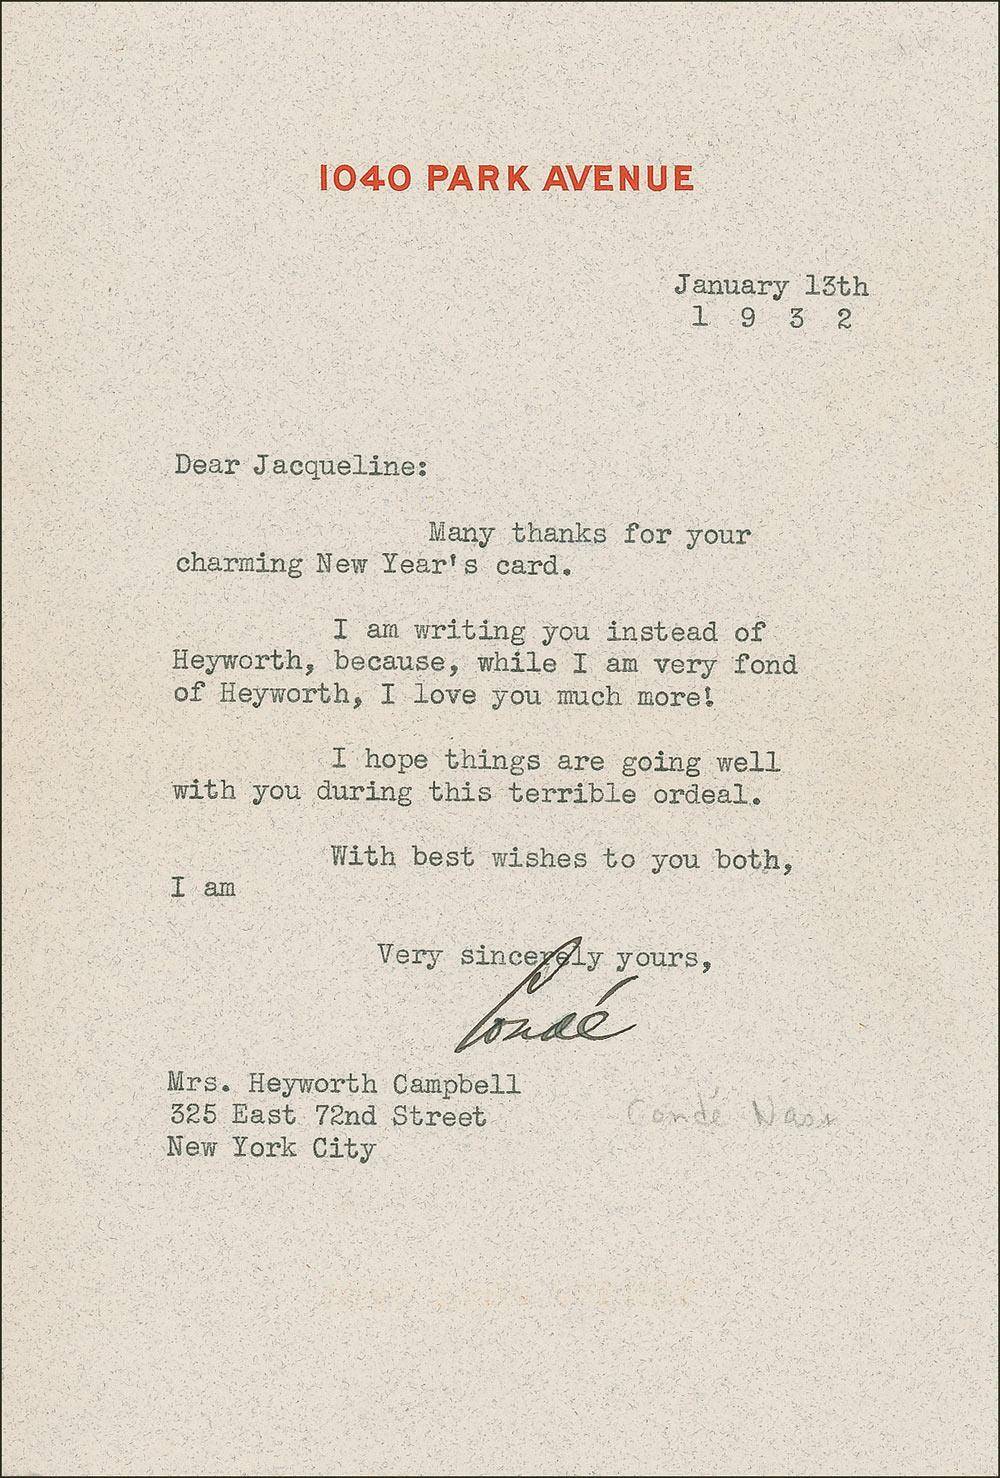 1040 PARK AVENUE
January 13th
1 9 3 2
Dear Jacqueline:
Many thanks for your
charming New Year's card.
I am writing you instead of
Heyworth, because, while I am very fond
of Heyworth, I love you much more!
I hope things are going well
with you during this terrible ordeal.
With best wishes to you both,
I am
Very sincerely yours,
Condé
Mrs. Heyworth Campbell
325 East 72nd Street
Condé Nast
New York City